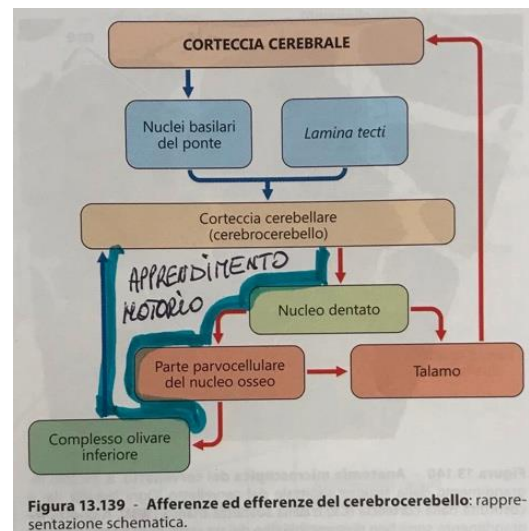 CORTECCIA CEREBRALE
Nuclei basilari
del ponte
Lamina tecti
Corteccia cerebellare
(cerebrocerebello)
APPRENDIMENTO
MOTORIO
Nucleo dentato
Parte parvocellulare
del nucleo osseo
Talamo
Complesso olivare
inferiore
Figura 13.139 - Afferenze ed efferenze del cerebrocerebello: rappre-
sentazione schematica.